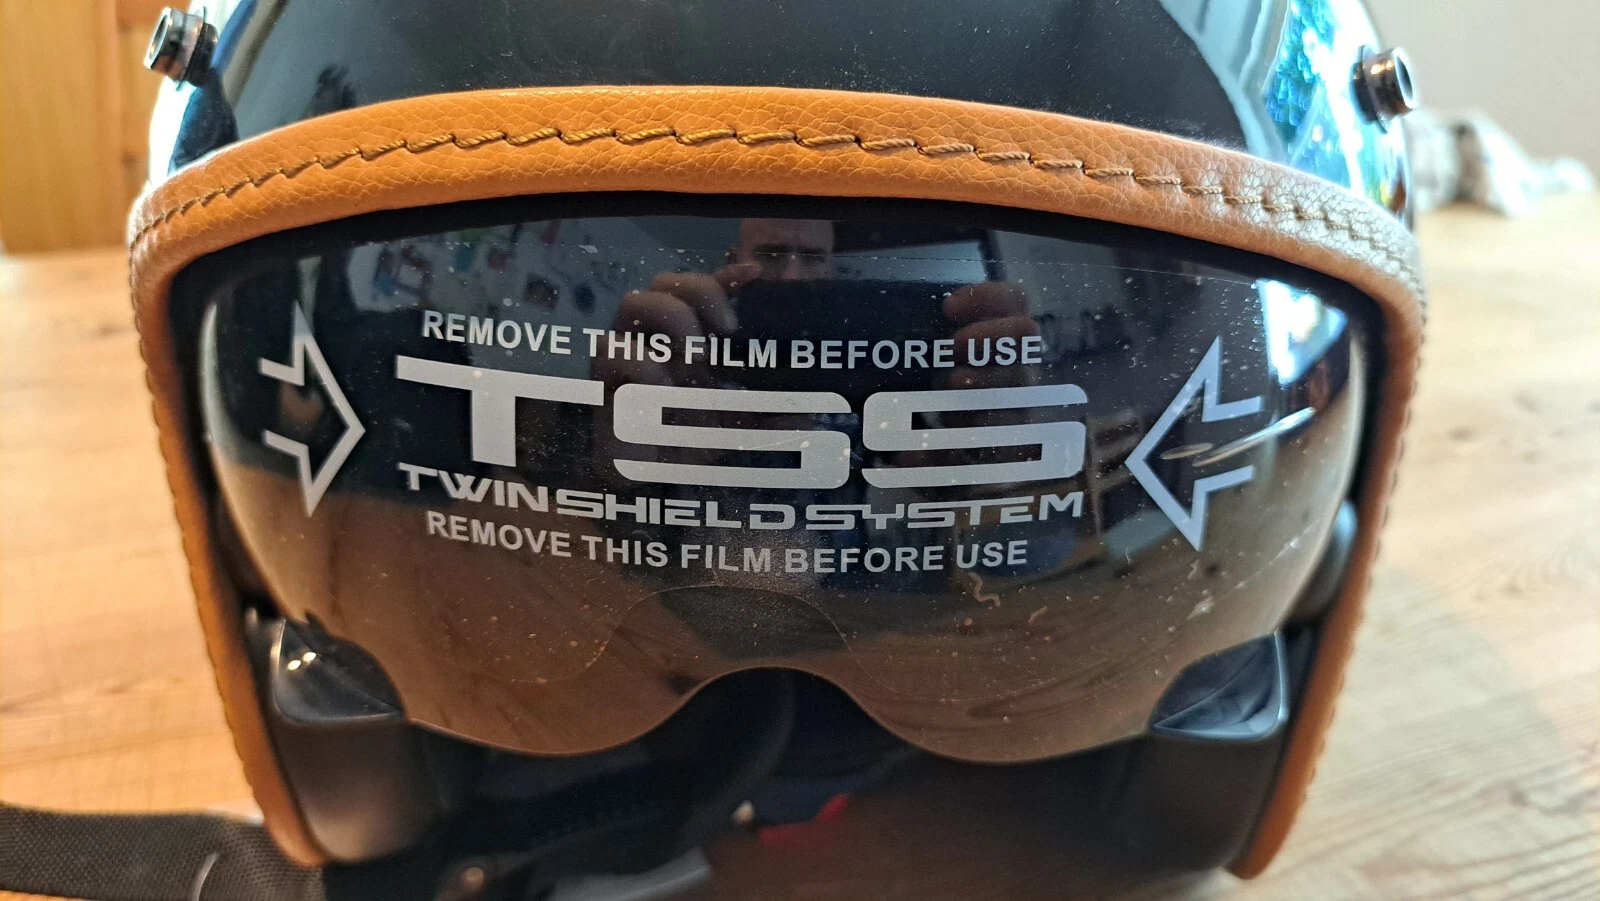 REMOVE THIS FILM BEFORE USE
TSS
TWIN SHIELD SYSTEM
REMOVE THIS FILM BEFORE USE